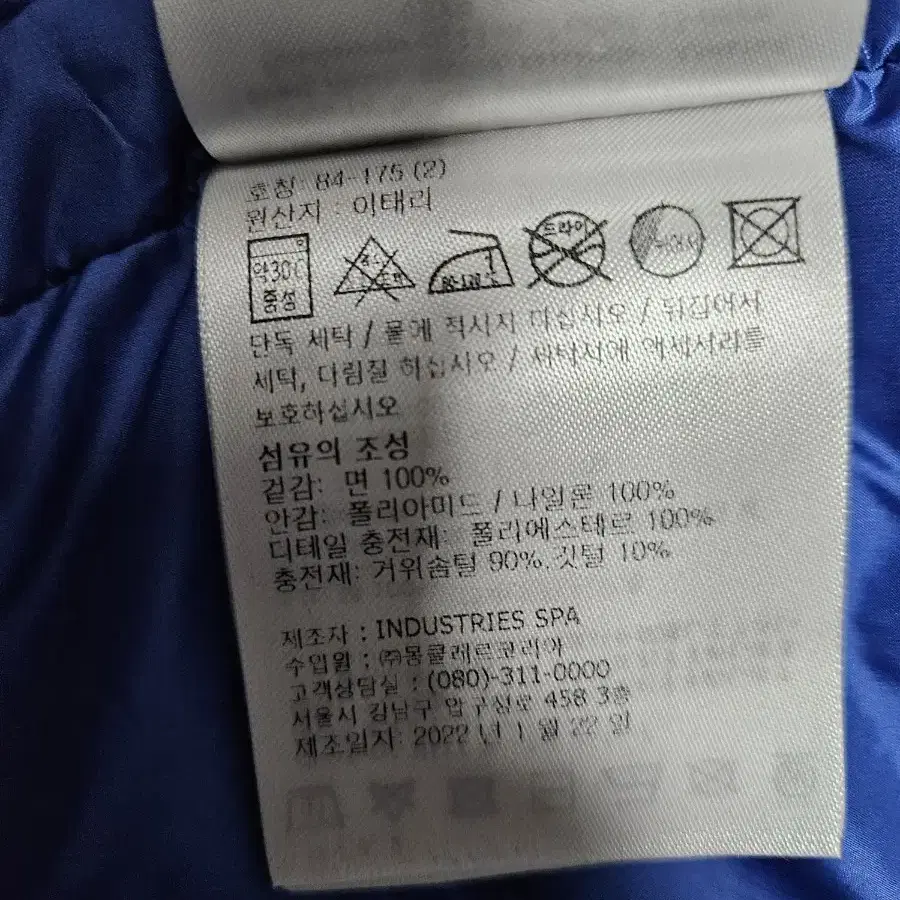 호칭: 84-175 (2)
원산지 : 이태리
약30℃
중성
드라이
80-120℃
단독 세탁 / 물에 적시지 마십시오 / 뒤집어서
세탁, 다림질 하십시오 / 세탁시에 액세서리를
보호하십시오
섬유의 조성
겉감: 면 100%
안감: 폴리아미드 / 나일론 100%
디테일 충전재: 폴리에스테르 100%
충전재: 거위솜털 90%, 깃털 10%
제조자 : INDUSTRIES SPA
수입원 : ㈜몽클레르코리아
고객상담실 : (080)-311-0000
서울시 강남구 압구정로 458 3층
제조일자: 2022 년 1 월 22 일